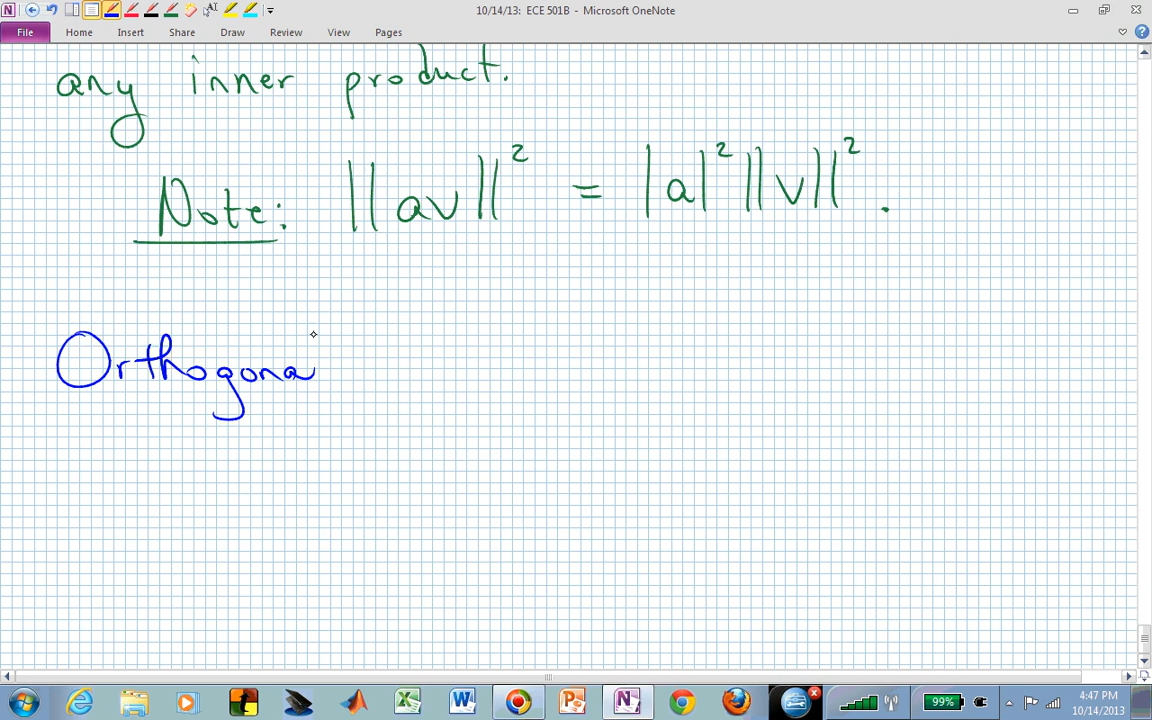 10/14/13: ECE 501B - Microsoft OneNote
File Home Insert Share Draw Review View Pages
any inner product.
Note: ||av||² = |a|² ||v||².
Orthogona
99%
4:47 PM
10/14/2013